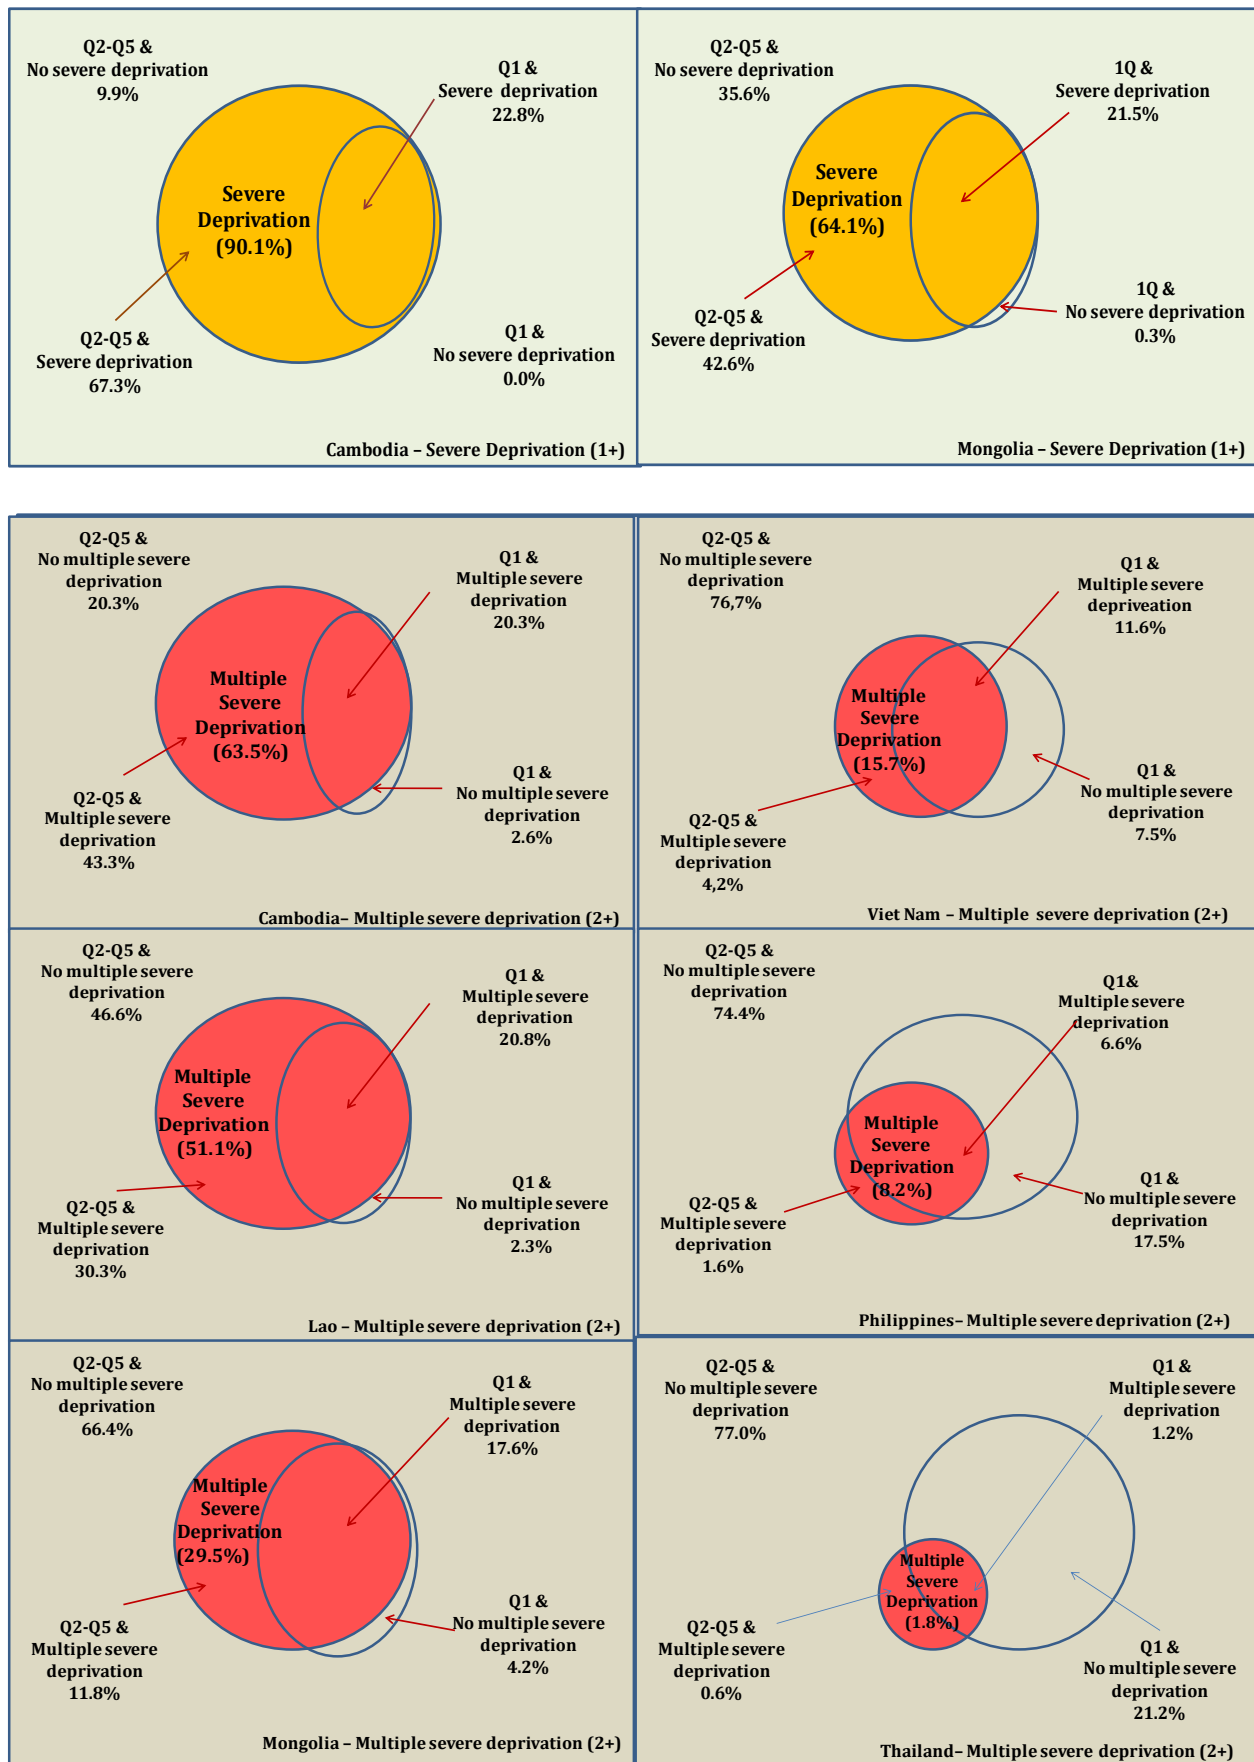 Q2-Q5 &
No severe deprivation
9.9%
Q1 &
Severe deprivation
22.8%
Severe
Deprivation
(90.1%)
Q2-Q5 &
Severe deprivation
67.3%
Q1 &
No severe deprivation
0.0%
Cambodia – Severe Deprivation (1+)
Q2-Q5 &
No severe deprivation
35.6%
1Q &
Severe deprivation
21.5%
Severe
Deprivation
(64.1%)
Q2-Q5 &
Severe deprivation
42.6%
1Q &
No severe deprivation
0.3%
Mongolia – Severe Deprivation (1+)
Q2-Q5 &
No multiple severe
deprivation
20.3%
Q1 &
Multiple severe
deprivation
20.3%
Multiple
Severe
Deprivation
(63.5%)
Q2-Q5 &
Multiple severe
deprivation
43.3%
Q1 &
No multiple severe
deprivation
2.6%
Cambodia– Multiple severe deprivation (2+)
Q2-Q5 &
No multiple severe
deprivation
76,7%
Q1 &
Multiple severe
depriveation
11.6%
Multiple
Severe
Deprivation
(15.7%)
Q2-Q5 &
Multiple severe
deprivation
4,2%
Q1 &
No multiple severe
deprivation
7.5%
Viet Nam – Multiple severe deprivation (2+)
Q2-Q5 &
No multiple severe
deprivation
46.6%
Q1 &
Multiple severe
deprivation
20.8%
Multiple
Severe
Deprivation
(51.1%)
Q2-Q5 &
Multiple severe
deprivation
30.3%
Q1 &
No multiple severe
deprivation
2.3%
Lao – Multiple severe deprivation (2+)
Q2-Q5 &
No multiple severe
deprivation
74.4%
Q1&
Multiple severe
deprivation
6.6%
Multiple
Severe
Deprivation
(8.2%)
Q2-Q5 &
Multiple severe
deprivation
1.6%
Q1 &
No multiple severe
deprivation
17.5%
Philippines– Multiple severe deprivation (2+)
Q2-Q5 &
No multiple severe
deprivation
66.4%
Q1 &
Multiple severe
deprivation
17.6%
Multiple
Severe
Deprivation
(29.5%)
Q2-Q5 &
Multiple severe
deprivation
11.8%
Q1 &
No multiple severe
deprivation
4.2%
Mongolia – Multiple severe deprivation (2+)
Q2-Q5 &
No multiple severe
deprivation
77.0%
Q1 &
Multiple severe
deprivation
1.2%
Multiple
Severe
Deprivation
(1.8%)
Q2-Q5 &
Multiple severe
deprivation
0.6%
Q1 &
No multiple severe
deprivation
21.2%
Thailand– Multiple severe deprivation (2+)